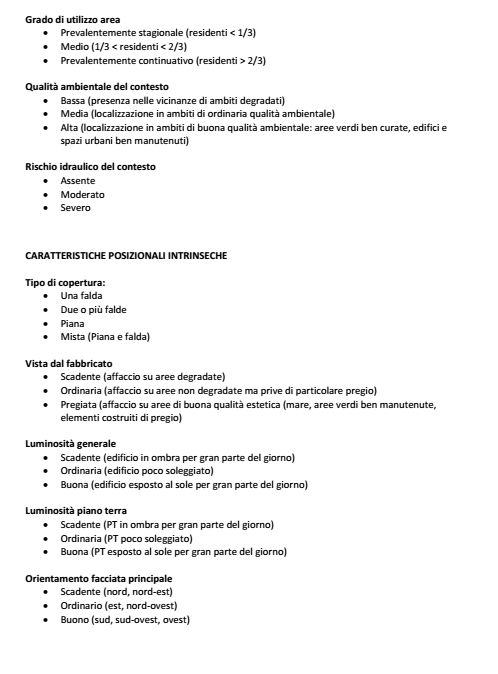 Grado di utilizzo area
• Prevalentemente stagionale (residenti < 1/3)
• Medio (1/3 < residenti < 2/3)
• Prevalentemente continuativo (residenti > 2/3)
Qualità ambientale del contesto
• Bassa (presenza nelle vicinanze di ambiti degradati)
• Media (localizzazione in ambiti di ordinaria qualità ambientale)
• Alta (localizzazione in ambiti di buona qualità ambientale: aree verdi ben curate, edifici e
spazi urbani ben manutenuti)
Rischio idraulico del contesto
• Assente
• Moderato
• Severo
CARATTERISTICHE POSIZIONALI INTRINSECHE
Tipo di copertura:
• Una falda
• Due o più falde
• Piana
• Mista (Piana e falda)
Vista dal fabbricato
• Scadente (affaccio su aree degradate)
• Ordinaria (affaccio su aree non degradate ma prive di particolare pregio)
• Pregiata (affaccio su aree di buona qualità estetica (mare, aree verdi ben manutenute,
elementi costruiti di pregio)
Luminosità generale
• Scadente (edificio in ombra per gran parte del giorno)
• Ordinaria (edificio poco soleggiato)
• Buona (edificio esposto al sole per gran parte del giorno)
Luminosità piano terra
• Scadente (PT in ombra per gran parte del giorno)
• Ordinaria (PT poco soleggiato)
• Buona (PT esposto al sole per gran parte del giorno)
Orientamento facciata principale
• Scadente (nord, nord-est)
• Ordinario (est, nord-ovest)
• Buono (sud, sud-ovest, ovest)